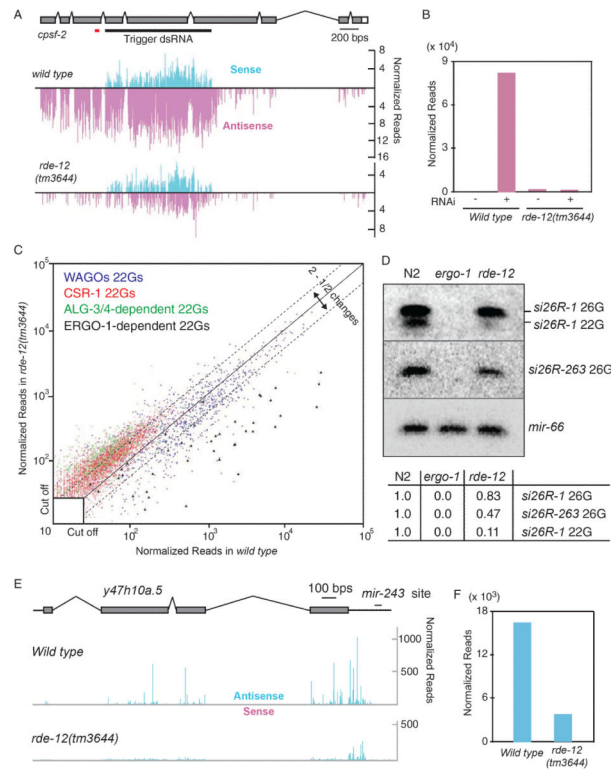 A
cpsf-2
Trigger dsRNA
200 bps
wild type
Sense
Antisense
8
4
4
8
12
16
Normalized Reads
rde-12
(tm3644)
4
4
8
B
(x 10⁴)
9
6
3
0
Normalized Reads
RNAi
- + - +
Wild type rde-12(tm3644)
C
WAGOs 22Gs
CSR-1 22Gs
ALG-3/4-dependent 22Gs
ERGO-1-dependent 22Gs
2 - 1/2 changes
10⁵
10⁴
10³
10²
Cut off
Cut off
10 10² 10³ 10⁴ 10⁵
Normalized Reads in rde-12(tm3644)
Normalized Reads in wild type
D
N2 ergo-1 rde-12
si26R-1 26G
si26R-1 22G
si26R-263 26G
mir-66
N2 ergo-1 rde-12
1.0 0.0 0.83 si26R-1 26G
1.0 0.0 0.47 si26R-263 26G
1.0 0.0 0.11 si26R-1 22G
E
y47h10a.5
100 bps
mir-243 site
Wild type
1000
500
Normalized Reads
Antisense
Sense
500
rde-12(tm3644)
F
(x 10³)
18
12
6
0
Normalized Reads
Wild type
rde-12
(tm3644)